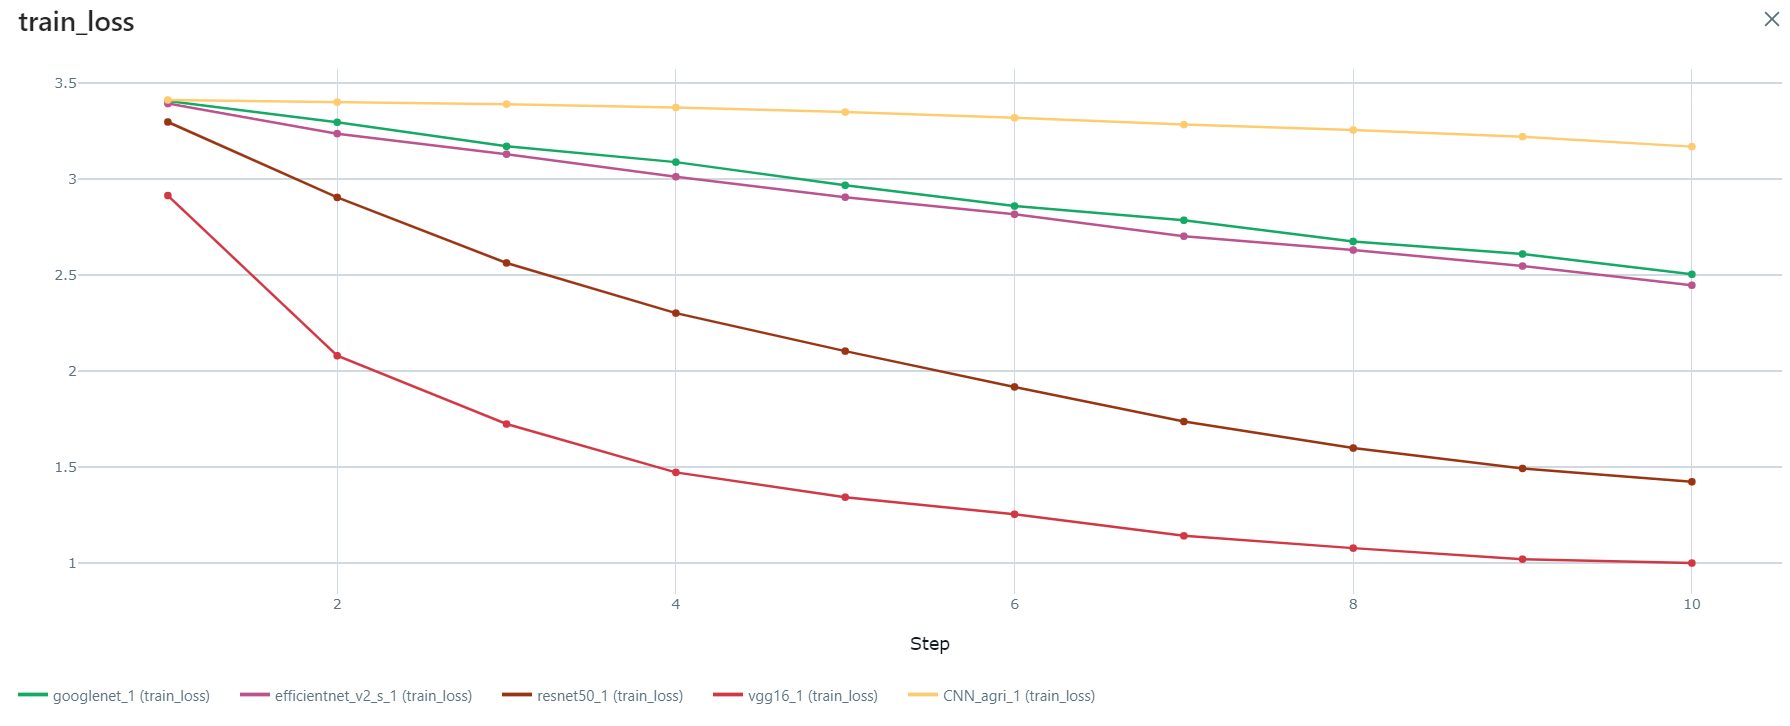 train_loss
3.5
3
2.5
2
1.5
1
2 4 6 8 10
Step
googlenet_1 (train_loss) efficientnet_v2_s_1 (train_loss) resnet50_1 (train_loss) vgg16_1 (train_loss) CNN_agri_1 (train_loss)